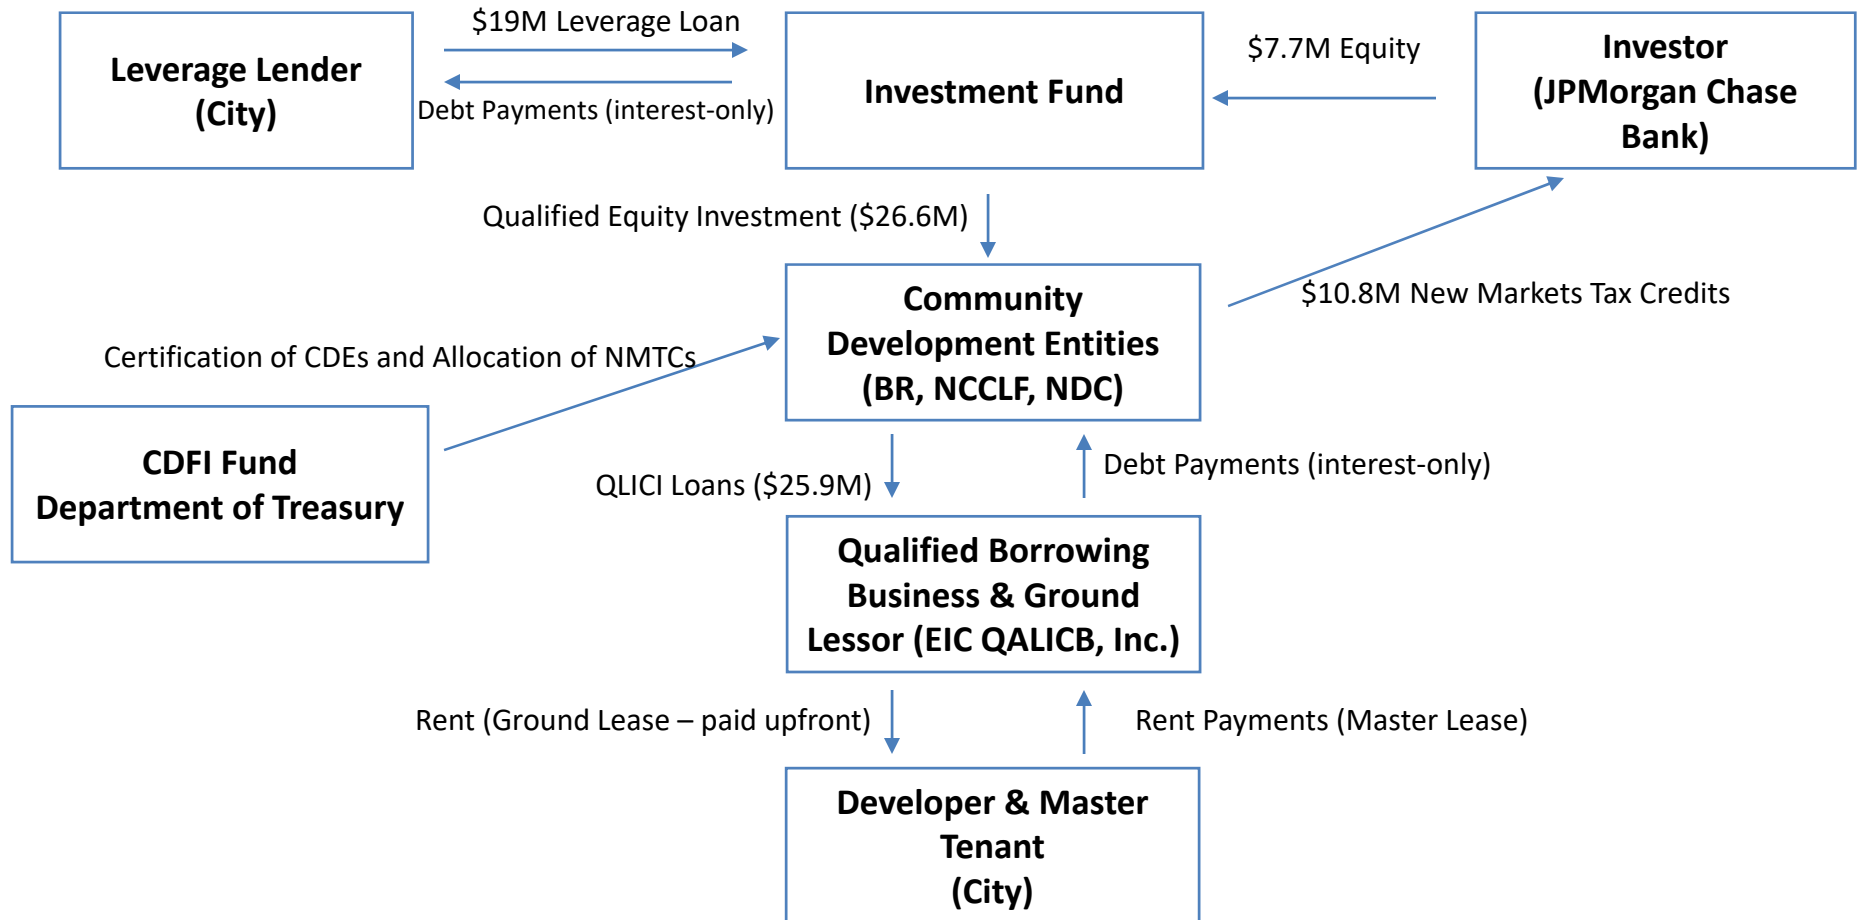 $19M Leverage Loan
Leverage Lender
(City)
Debt Payments (interest-only)
Investment Fund
$7.7M Equity
Investor
(JPMorgan Chase
Bank)
Qualified Equity Investment ($26.6M)
Community
Development Entities
(BR, NCCLF, NDC)
$10.8M New Markets Tax Credits
Certification of CDEs and Allocation of NMTCs
CDFI Fund
Department of Treasury
QLICI Loans ($25.9M)
Debt Payments (interest-only)
Qualified Borrowing
Business & Ground
Lessor (EIC QALICB, Inc.)
Rent (Ground Lease – paid upfront)
Rent Payments (Master Lease)
Developer & Master
Tenant
(City)